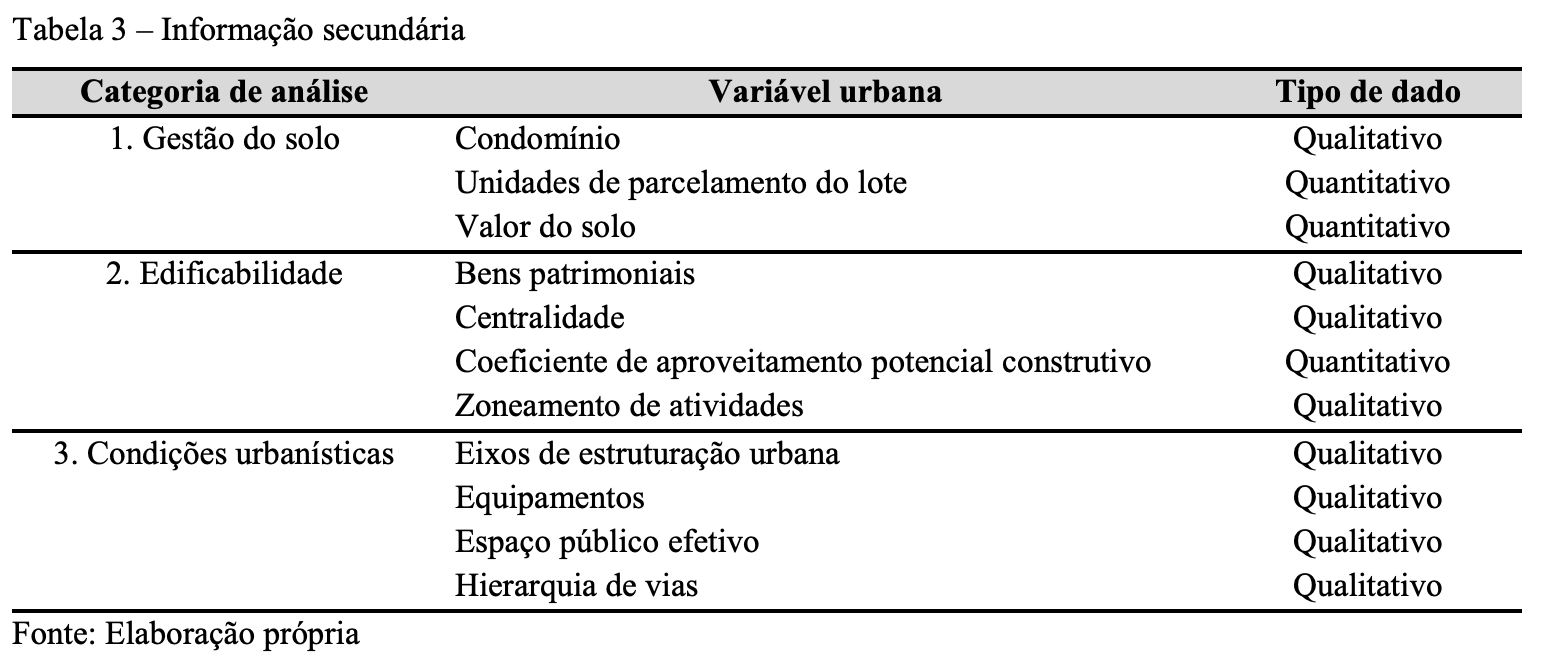 Tabela 3 – Informação secundária
Categoria de análise Variável urbana Tipo de dado
1. Gestão do solo Condomínio Qualitativo
Unidades de parcelamento do lote Quantitativo
Valor do solo Quantitativo
2. Edificabilidade Bens patrimoniais Qualitativo
Centralidade Qualitativo
Coeficiente de aproveitamento potencial construtivo Quantitativo
Zoneamento de atividades Qualitativo
3. Condições urbanísticas Eixos de estruturação urbana Qualitativo
Equipamentos Qualitativo
Espaço público efetivo Qualitativo
Hierarquia de vias Qualitativo
Fonte: Elaboração própria